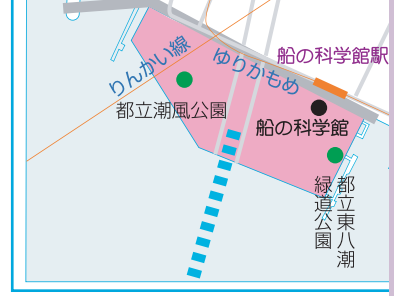 りんかい線
ゆりかもめ
船の科学館駅
都立潮風公園
船の科学館
都立東八潮
緑道公園